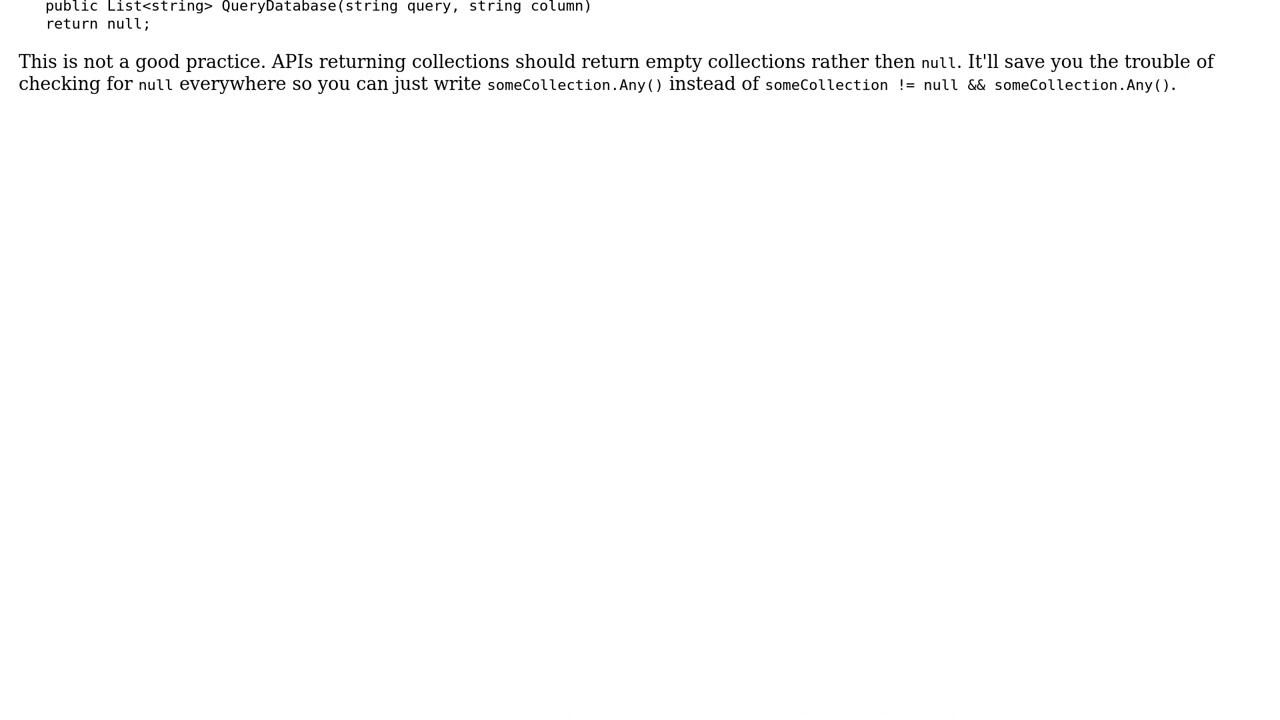 public List<string> QueryDatabase(string query, string column)
return null;
This is not a good practice. APIs returning collections should return empty collections rather then null. It'll save you the trouble of
checking for null everywhere so you can just write someCollection.Any() instead of someCollection != null && someCollection.Any().